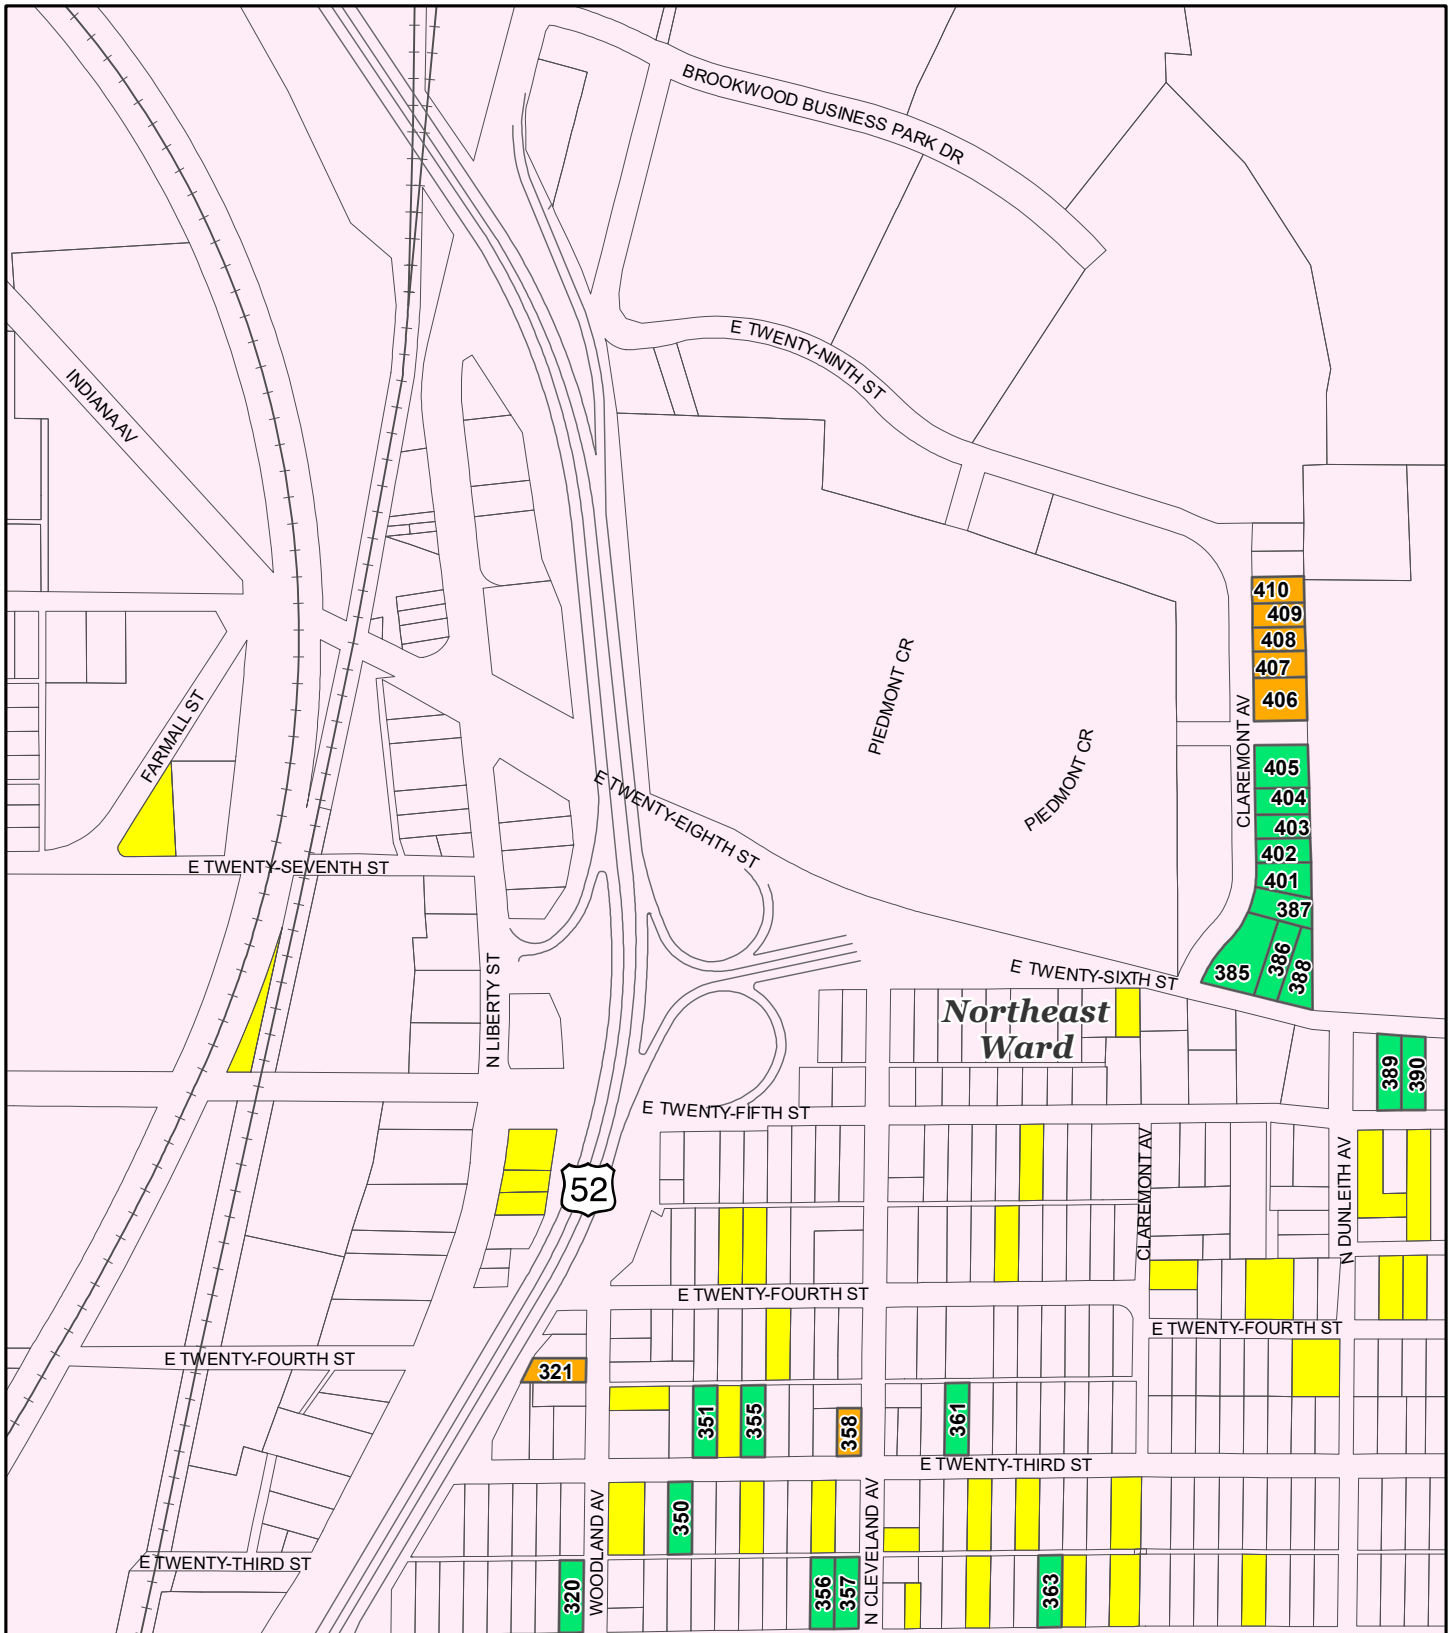 BROOKWOOD BUSINESS PARK DR
E TWENTY-NINTH ST
INDIANA AV
410
409
408
407
406
PIEDMONT CR
PIEDMONT CR
CLAREMONT AV
FARMALL ST
405
404
403
402
401
387
385
386
388
E TWENTY-EIGHTH ST
E TWENTY-SEVENTH ST
N LIBERTY ST
E TWENTY-SIXTH ST
Northeast
Ward
389
390
E TWENTY-FIFTH ST
52
CLAREMONT AV
N DUNLEITH AV
E TWENTY-FOURTH ST
E TWENTY-FOURTH ST
E TWENTY-FOURTH ST
321
351
355
358
361
E TWENTY-THIRD ST
350
WOODLAND AV
N CLEVELAND AV
E TWENTY-THIRD ST
320
356
357
363